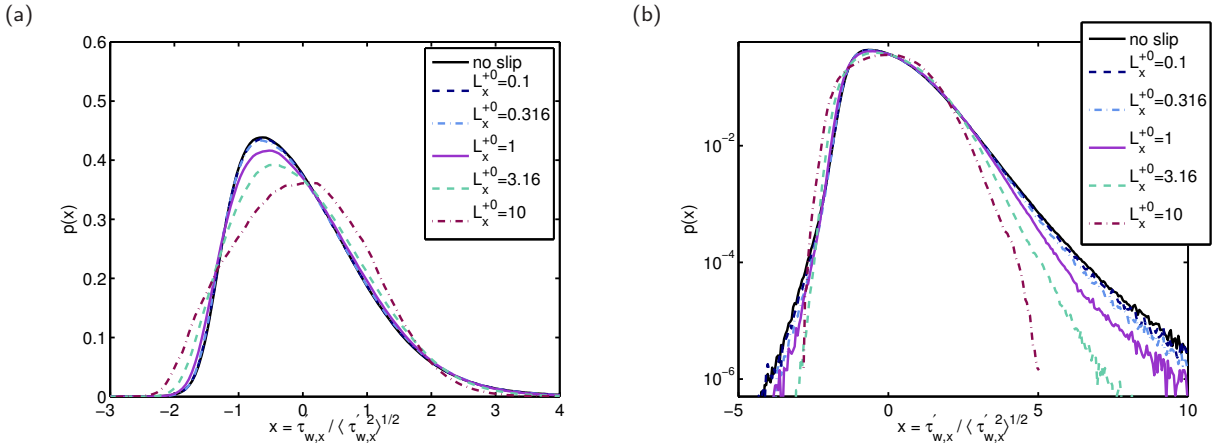 (a)
0.6
0.5
0.4
0.3
0.2
0.1
0
p(x)
−3 −2 −1 0 1 2 3 4
x = τ'w,x / ⟨ τ'w,x² ⟩^1/2
no slip
Lx+0=0.1
Lx+0=0.316
Lx+0=1
Lx+0=3.16
Lx+0=10
(b)
10−2
10−4
10−6
p(x)
−5 0 5 10
x = τ'w,x / ⟨ τ'w,x² ⟩^1/2
no slip
Lx+0=0.1
Lx+0=0.316
Lx+0=1
Lx+0=3.16
Lx+0=10